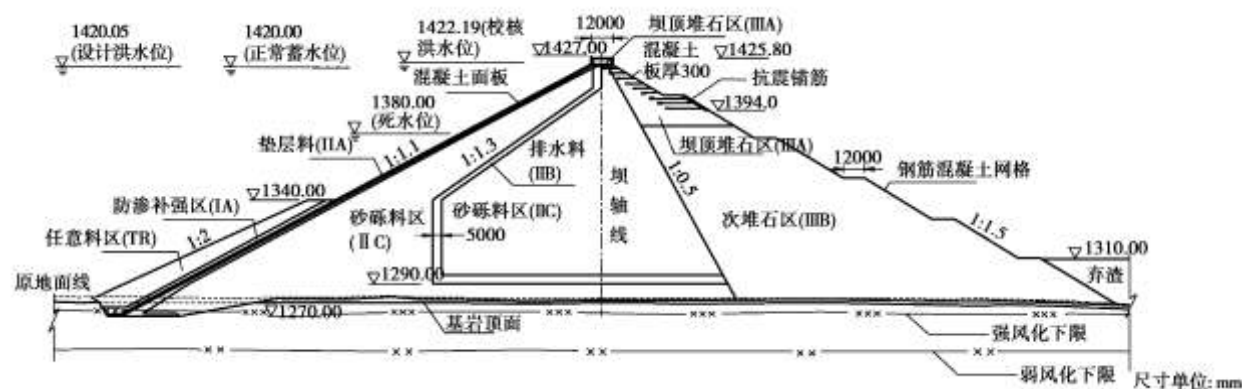 1420.05
(设计洪水位)
1420.00
(正常蓄水位)
1422.19(校核
洪水位)
1427.00
12000
坝顶堆石区(IIIA)
混凝土
板厚300
1425.80
抗震锚筋
混凝土面板
1394.0
1380.00
(死水位)
坝顶堆石区(IIIA)
垫层料(IIA)
1:1.1
1:1.3
排水料
(IIB)
坝轴线
1:0.5
12000
钢筋混凝土网格
1340.00
防渗补强区(IA)
任意料区(TR)
1:2
砂砾料区
(IIC)
5000
砂砾料区(IIC)
次堆石区(IIIB)
1:1.5
1310.00
弃渣
原地面线
1290.00
1270.00
基岩顶面
强风化下限
弱风化下限
尺寸单位: mm